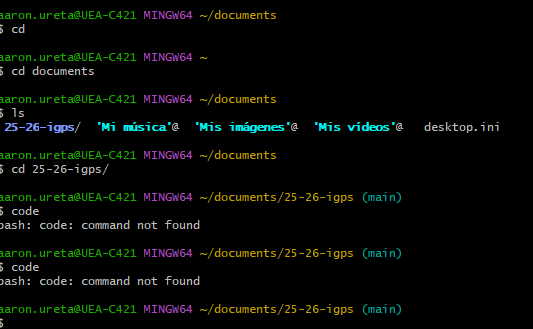 aaron.ureta@UEA-C421 MINGW64 ~/documents
$ cd
aaron.ureta@UEA-C421 MINGW64 ~
$ cd documents
aaron.ureta@UEA-C421 MINGW64 ~/documents
$ ls
25-26-igps/ 'Mi música'@ 'Mis imágenes'@ 'Mis vídeos'@ desktop.ini
aaron.ureta@UEA-C421 MINGW64 ~/documents
$ cd 25-26-igps/
aaron.ureta@UEA-C421 MINGW64 ~/documents/25-26-igps (main)
$ code
bash: code: command not found
aaron.ureta@UEA-C421 MINGW64 ~/documents/25-26-igps (main)
$ code
bash: code: command not found
aaron.ureta@UEA-C421 MINGW64 ~/documents/25-26-igps (main)
$